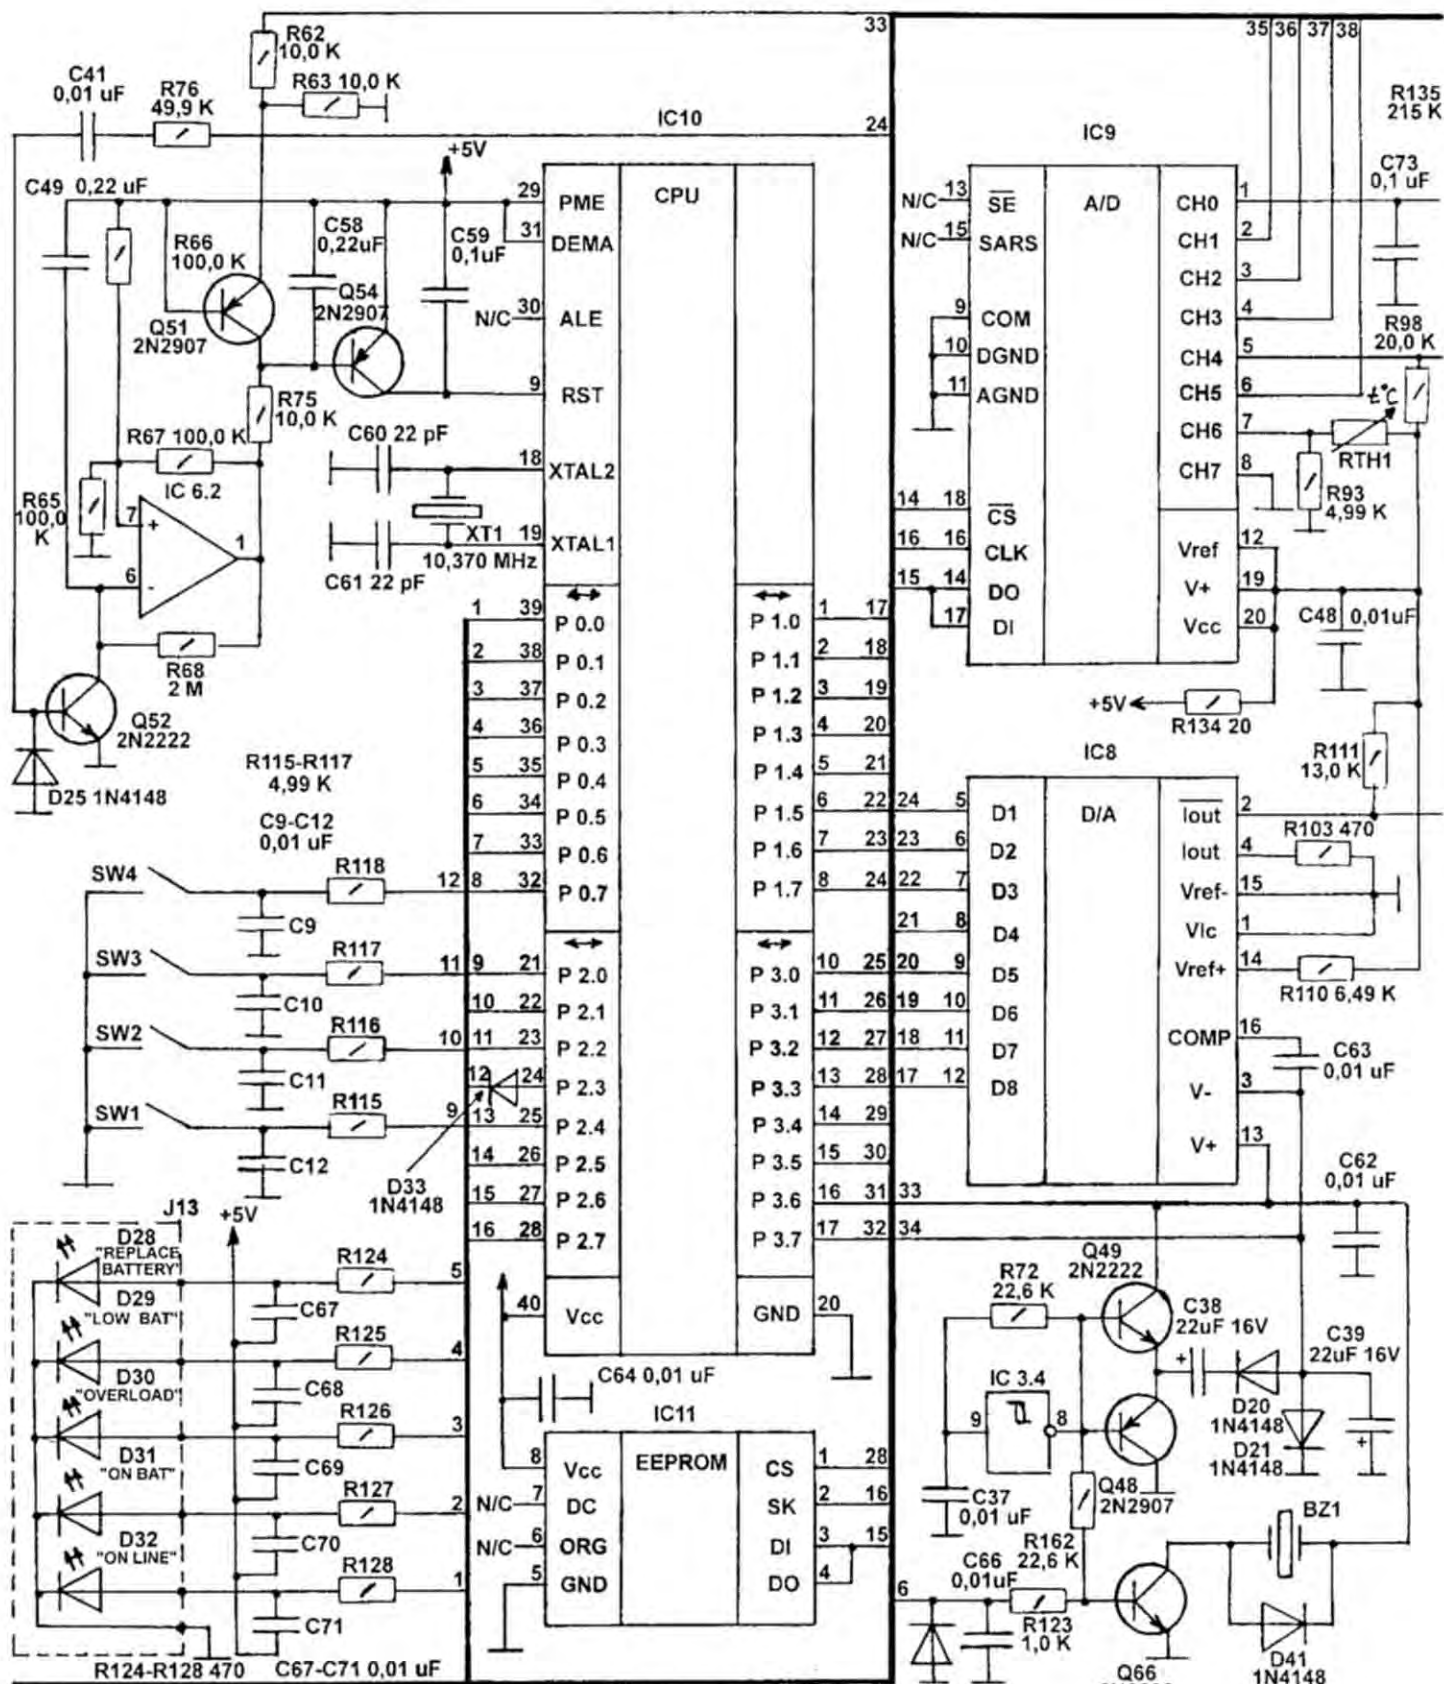 R62
10,0 K
33
35 36 37 38
C41
0,01 uF
R76
49,9 K
R63 10,0 K
IC10
24
IC9
R135
215 K
C49 0,22 uF
+5V
C73
0,1 uF
R66
100,0 K
C58
0,22uF
C59
0,1uF
29 PME
31 DEMA
CPU
N/C 13 SE
N/C 15 SARS
A/D
CH0 1
CH1 2
CH2 3
Q51
2N2907
Q54
2N2907
N/C 30 ALE
9 COM
10 DGND
11 AGND
CH3 4
CH4 5
CH5 6
R98
20,0 K
t°C
R75
10,0 K
9 RST
R67 100,0 K
IC 6.2
C60 22 pF
18 XTAL2
CH6 7
CH7 8
RTH1
R93
4,99 K
R65
100,0
K
7 +
6 -
1
XT1 19 XTAL1
10,370 MHz
C61 22 pF
14 18 CS
16 16 CLK
15 14 DO
17 DI
Vref 12
V+ 19
Vcc 20
C48 0,01uF
R68
2 M
Q52
2N2222
D25 1N4148
1 39 P 0.0
2 38 P 0.1
3 37 P 0.2
4 36 P 0.3
5 35 P 0.4
6 34 P 0.5
7 33 P 0.6
12 8 32 P 0.7
P 1.0 1 17
P 1.1 2 18
P 1.2 3 19
P 1.3 4 20
P 1.4 5 21
P 1.5 6 22
P 1.6 7 23
P 1.7 8 24
+5V
R134 20
IC8
R111
13,0 K
R115-R117
4,99 K
C9-C12
0,01 uF
24 5 D1
23 6 D2
22 7 D3
21 8 D4
20 9 D5
19 10 D6
18 11 D7
17 12 D8
D/A
Iout 2
Iout 4
Vref- 15
Vlc 1
Vref+ 14
COMP 16
V- 3
V+ 13
R103 470
R110 6,49 K
C63
0,01 uF
C62
0,01 uF
SW4
R118
C9
SW3
R117
C10
SW2
R116
C11
SW1
R115
C12
11 9 21 P 2.0
10 22 P 2.1
10 11 23 P 2.2
12 24 P 2.3
9 13 25 P 2.4
14 26 P 2.5
15 27 P 2.6
16 28 P 2.7
D33
1N4148
P 3.0 10 25
P 3.1 11 26
P 3.2 12 27
P 3.3 13 28
P 3.4 14 29
P 3.5 15 30
P 3.6 16 31 33
P 3.7 17 32 34
J13
+5V
D28
"REPLACE
BATTERY"
D29
"LOW BAT"
D30
"OVERLOAD"
D31
"ON BAT"
D32
"ON LINE"
R124
5
C67
R125
4
C68
R126
3
C69
R127
2
C70
R128
1
C71
R124-R128 470
C67-C71 0,01 uF
40 Vcc
GND 20
C64 0,01 uF
IC11
8 Vcc
N/C 7 DC
N/C 6 ORG
5 GND
EEPROM
CS 1 28
SK 2 16
DI 3 15
DO 4
Q49
2N2222
R72
22,6 K
C38
22uF 16V
C39
22uF 16V
IC 3.4
9 8
+
D20
1N4148
D21
1N4148
+
Q48
2N2907
C37
0,01 uF
R162
22,6 K
BZ1
6
C66
0,01uF
R123
1,0 K
Q66
D41
1N4148